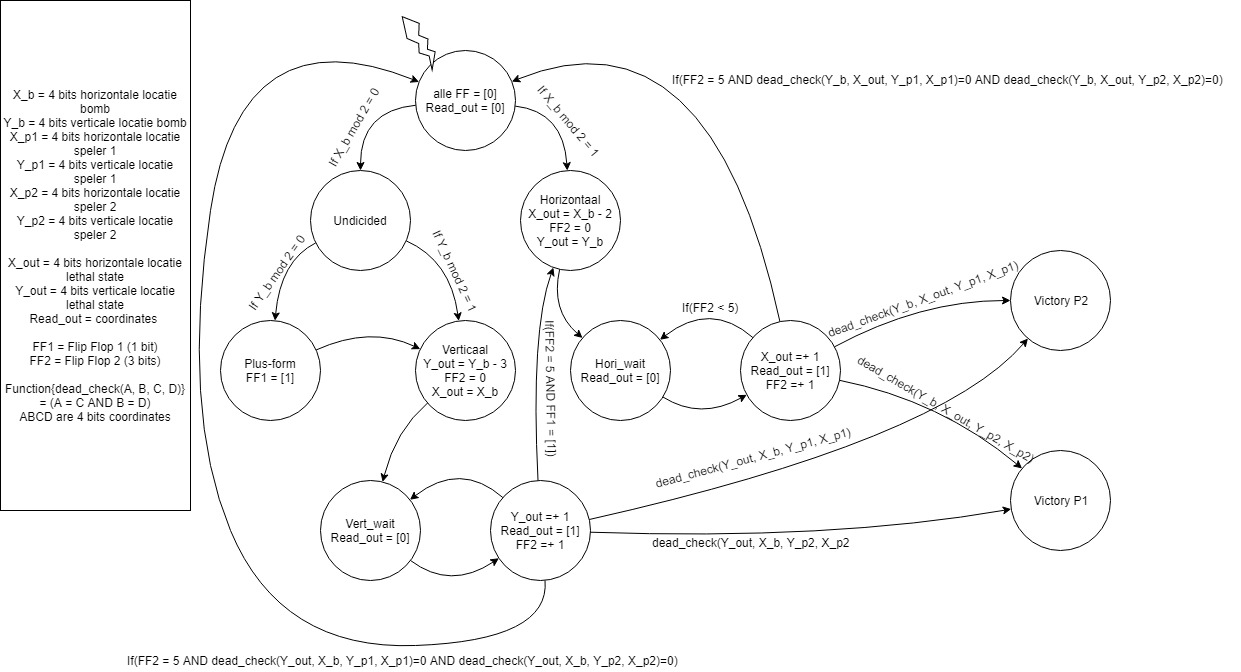 X_b = 4 bits horizontale locatie
bomb
Y_b = 4 bits verticale locatie bomb
X_p1 = 4 bits horizontale locatie
speler 1
Y_p1 = 4 bits verticale locatie
speler 1
X_p2 = 4 bits horizontale locatie
speler 2
Y_p2 = 4 bits verticale locatie
speler 2
X_out = 4 bits horizontale locatie
lethal state
Y_out = 4 bits verticale locatie
lethal state
Read_out = coordinates
FF1 = Flip Flop 1 (1 bit)
FF2 = Flip Flop 2 (3 bits)
Function{dead_check(A, B, C, D)}
= (A = C AND B = D)
ABCD are 4 bits coordinates
alle FF = [0]
Read_out = [0]
If(FF2 = 5 AND dead_check(Y_b, X_out, Y_p1, X_p1)=0 AND dead_check(Y_b, X_out, Y_p2, X_p2)=0)
If X_b mod 2 = 0
If X_b mod 2 = 1
Undicided
Horizontaal
X_out = X_b - 2
FF2 = 0
Y_out = Y_b
If Y_b mod 2 = 0
If Y_b mod 2 = 1
Plus-form
FF1 = [1]
Verticaal
Y_out = Y_b - 3
FF2 = 0
X_out = X_b
If(FF2 = 5 AND FF1 = [1])
Hori_wait
Read_out = [0]
If(FF2 < 5)
X_out =+ 1
Read_out = [1]
FF2 =+ 1
dead_check(Y_b, X_out, Y_p1, X_p1)
Victory P2
dead_check(Y_b, X_out, Y_p2, X_p2)
dead_check(Y_out, X_b, Y_p1, X_p1)
Victory P1
Vert_wait
Read_out = [0]
Y_out =+ 1
Read_out = [1]
FF2 =+ 1
dead_check(Y_out, X_b, Y_p2, X_p2
If(FF2 = 5 AND dead_check(Y_out, X_b, Y_p1, X_p1)=0 AND dead_check(Y_out, X_b, Y_p2, X_p2)=0)